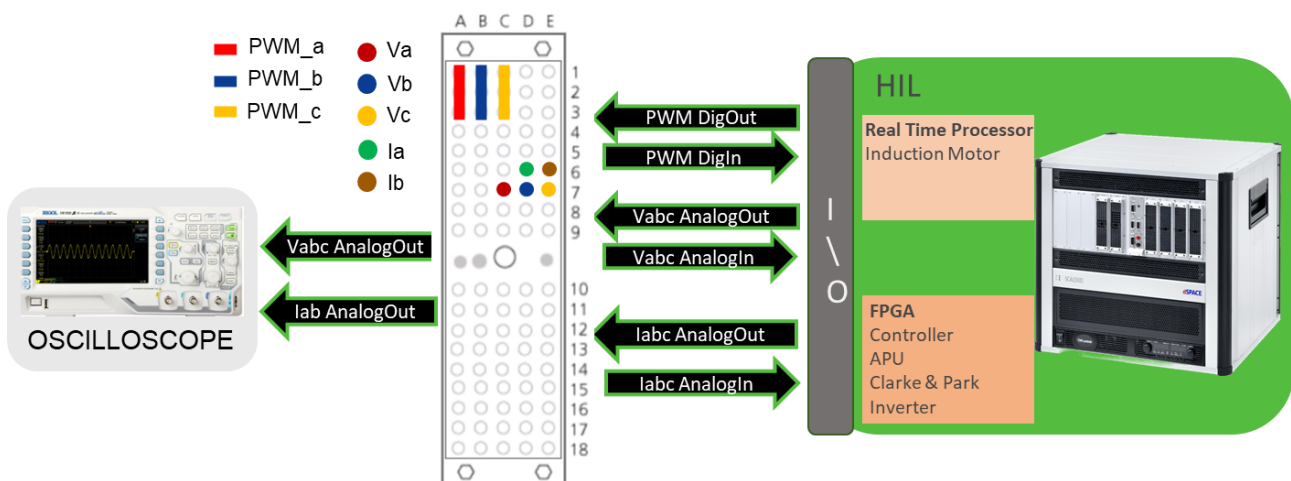 A B C D E
PWM_a
PWM_b
PWM_c
Va
Vb
Vc
Ia
Ib
1
2
3
4
5
6
7
8
9
10
11
12
13
14
15
16
17
18
PWM DigOut
PWM DigIn
Vabc AnalogOut
Vabc AnalogIn
Iabc AnalogOut
Iabc AnalogIn
Vabc AnalogOut
Iab AnalogOut
RIGOL
OSCILLOSCOPE
I\O
HIL
Real Time Processor
Induction Motor
FPGA
Controller
APU
Clarke & Park
Inverter
SCALEXIO
dSPACE